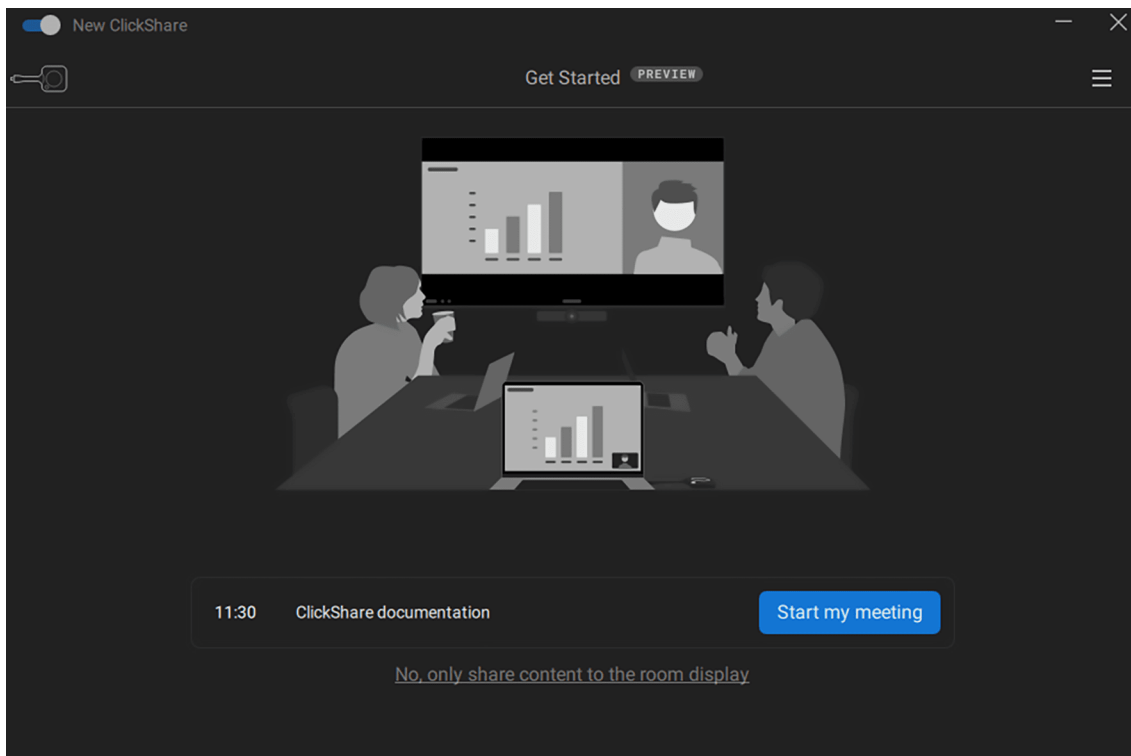 New ClickShare
Get Started PREVIEW
11:30 ClickShare documentation Start my meeting
No, only share content to the room display